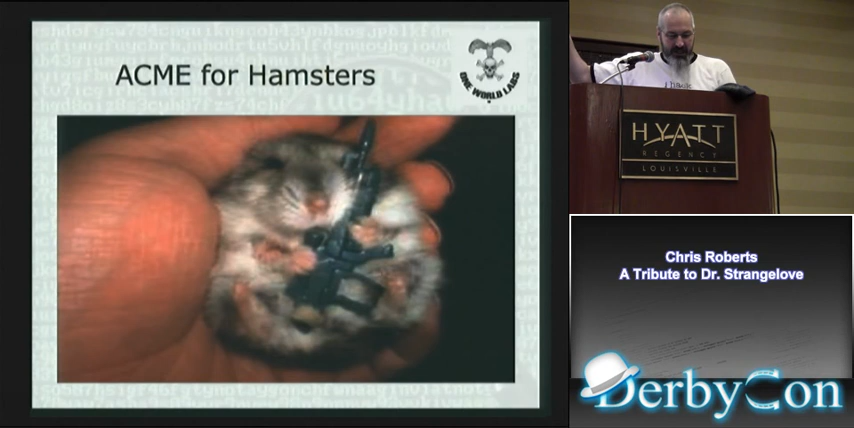 ACME for Hamsters
ONE WORLD LABS
HYATT
REGENCY
LOUISVILLE
Chris Roberts
A Tribute to Dr. Strangelove
DerbyCon